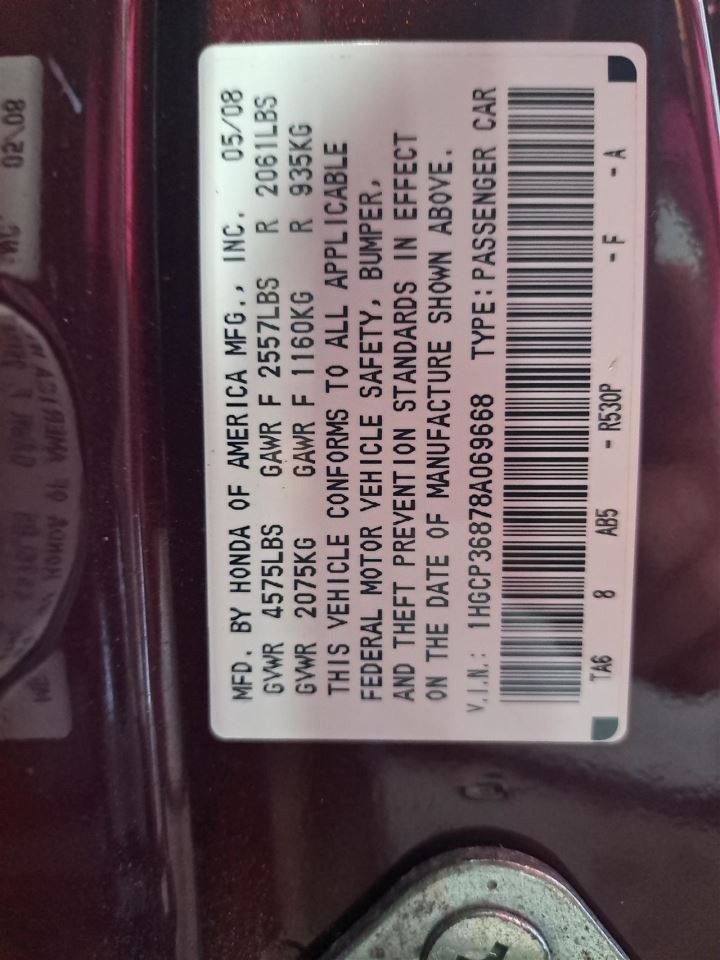 MFD. BY HONDA OF AMERICA MFG., INC. 05/08
GVWR 4575LBS GAWR F 2557LBS R 2061LBS
GVWR 2075KG GAWR F 1160KG R 935KG
THIS VEHICLE CONFORMS TO ALL APPLICABLE
FEDERAL MOTOR VEHICLE SAFETY, BUMPER,
AND THEFT PREVENTION STANDARDS IN EFFECT
ON THE DATE OF MANUFACTURE SHOWN ABOVE.
V.I.N.: 1HGCP36878A069668 TYPE:PASSENGER CAR
TA6 8 AB5 - R530P - F - A